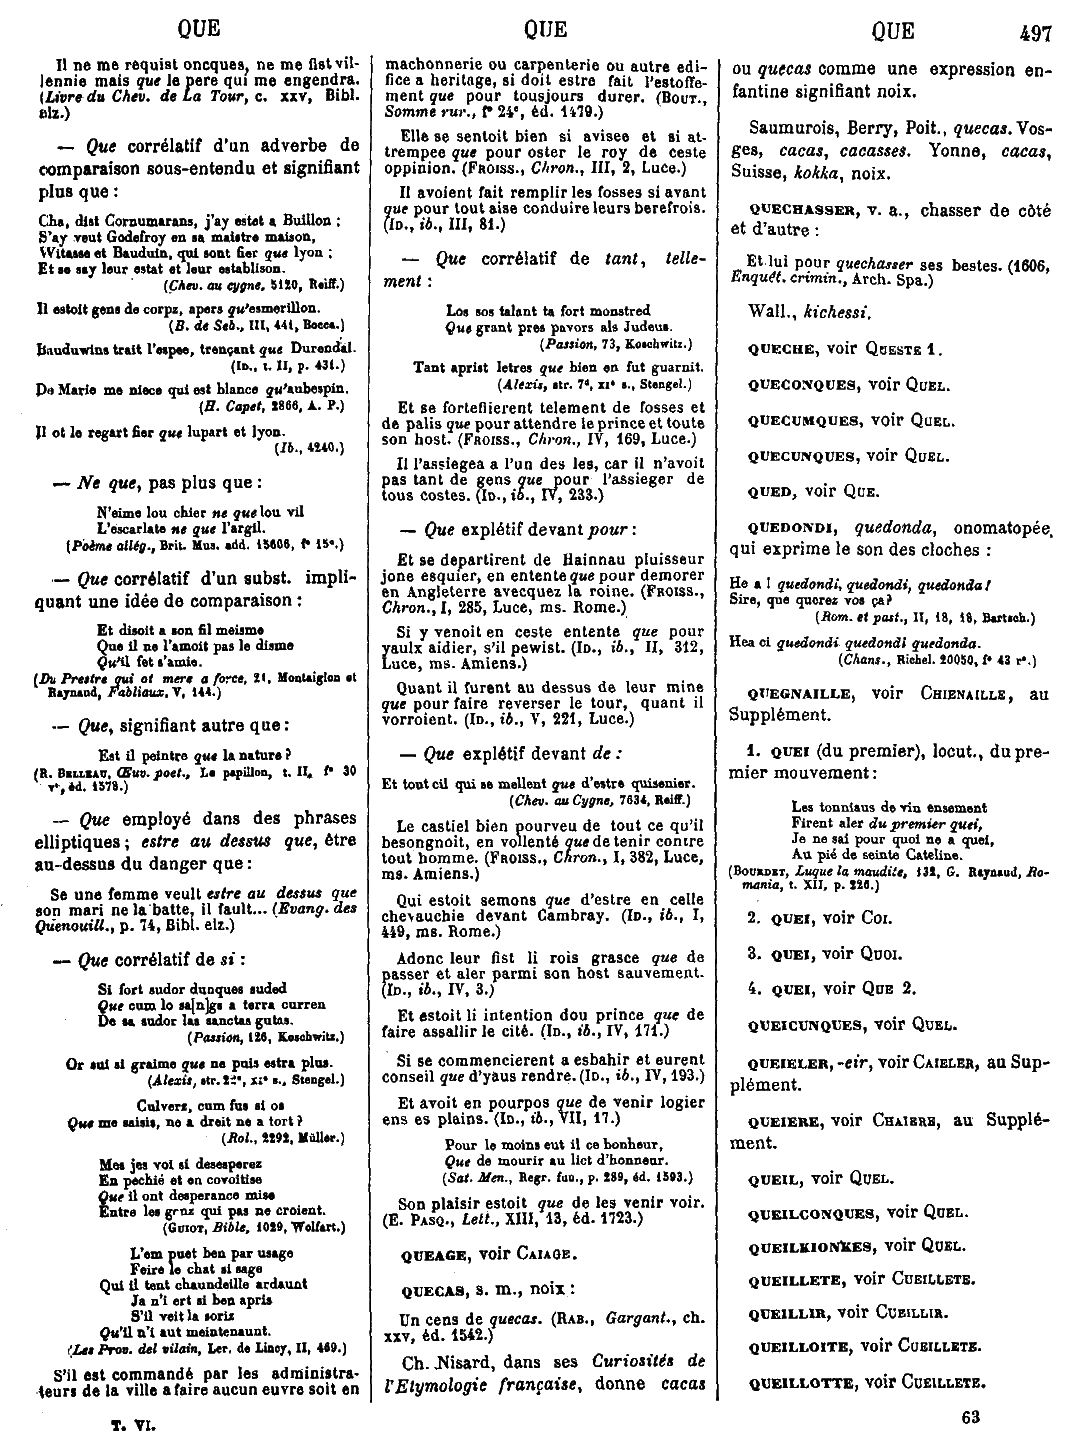 QUE QUE QUE 497
Il ne me requist oncques, ne me fist vil-
lennie mais que le pere qui me engendra.
(Livre du Chev. de La Tour, c. xxv, Bibl.
elz.)
— Que corrélatif d'un adverbe de
comparaison sous-entendu et signifiant
plus que :
Cha, dist Cornumarans, j'ay estet a Buillon ;
S'ay veut Godefroy en sa maistre maison,
Witasse et Bauduin, qui sont fier que lyon ;
Et se say leur estat et leur establison.
(Chev. au cygne, 5120, Reiff.)
Il estoit gens de corps, apers qu'esmerillon.
(B. de Seb., III, 441, Bocca.)
Bauduwins trait l'espee, trençant que Durendal.
(ID., t. II, p. 431.)
De Marie me niece qui est blance qu'aubespin.
(H. Capet, 2866, A. P.)
Il ot le regart fier que lupart et lyon.
(Ib., 4240.)
— Ne que, pas plus que :
N'eime lou chier ne que lou vil
L'escarlate ne que l'argil.
(Poème allég., Brit. Mus. add. 15606, f° 15ª.)
— Que corrélatif d'un subst. impli-
quant une idée de comparaison :
Et disoit a son fil meisme
Que il ne l'amoit pas le disme
Qu'il fet s'amie.
(Du Prestre qui ot mere a force, 21, Montaiglon et
Raynaud, Fabliaux, V, 144.)
— Que, signifiant autre que :
Est il peintre que la nature ?
(R. BELLEAU, Œuv. poet., Le papillon, t. II, f° 30
r°, éd. 1578.)
— Que employé dans des phrases
elliptiques ; estre au dessus que, être
au-dessus du danger que :
Se une femme veult estre au dessus que
son mari ne la batte, il fault... (Evang. des
Quenouill., p. 74, Bibl. elz.)
— Que corrélatif de si :
Si fort sudor dunques suded
Que cum lo sa[n]gs a terra curren
De sa sudor las sanctas gutas.
(Passion, 126, Koschwitz.)
Or sui si graime que ne puis estra plus.
(Alexis, str. 22ª, XIᵉ s., Stengel.)
Culvers, cum fus si os
Que me saisis, ne a dreit ne a tort ?
(Rol., 2292, Müller.)
Mes jes voi si desesperez
En pechié et en covoitise
Que il ont desperance mise
Entre les genz qui pas ne croient.
(GUIOT, Bible, 1029, Wolfart.)
L'em puet ben par usage
Feire le chat si sage
Qui il tent chaundeille ardaunt
Ja n'i ert si ben apris
S'il veit la soriz
Qu'il n'i aut meintenaunt.
(Les Prov. del vilain, Ler. de Lincy, II, 469.)
S'il est commandé par les administra-
teurs de la ville a faire aucun euvre soit en
T. VI.
machonnerie ou carpenterie ou autre edi-
fice a heritage, si doit estre fait l'estoffe-
ment que pour tousjours durer. (BOUT.,
Somme rur., f° 24ᶜ, éd. 1479.)
Elle se sentoit bien si avisee et si at-
trempee que pour oster le roy de ceste
oppinion. (FROISS., Chron., III, 2, Luce.)
Il avoient fait remplir les fosses si avant
que pour tout aise conduire leurs berefrois.
(ID., ib., III, 81.)
— Que corrélatif de tant, telle-
ment :
Los sos talant ta fort monstred
Que grant pres pavors als Judeus.
(Passion, 73, Koschwitz.)
Tant aprist letres que bien en fut guarnit.
(Alexis, str. 7ᵈ, XIᵉ s., Stengel.)
Et se forteflierent telement de fosses et
de palis que pour attendre le prince et toute
son host. (FROISS., Chron., IV, 169, Luce.)
Il l'assiegea a l'un des les, car il n'avoit
pas tant de gens que pour l'assieger de
tous costes. (ID., ib., IV, 233.)
— Que explétif devant pour :
Et se departirent de Hainnau pluisseur
jone esquier, en entente que pour demorer
en Angleterre avecquez la roine. (FROISS.,
Chron., I, 285, Luce, ms. Rome.)
Si y venoit en ceste entente que pour
yaulx aidier, s'il pewist. (ID., ib., II, 312,
Luce, ms. Amiens.)
Quant il furent au dessus de leur mine
que pour faire reverser le tour, quant il
vorroient. (ID., ib., V, 221, Luce.)
— Que explétif devant de :
Et tout cil qui se mellent que d'estre quisenier.
(Chev. au Cygne, 7634, Reiff.)
Le castiel bien pourveu de tout ce qu'il
besongnoit, en vollenté que de tenir contre
tout homme. (FROISS., Chron., I, 382, Luce,
ms. Amiens.)
Qui estoit semons que d'estre en celle
chevauchie devant Cambray. (ID., ib., I,
449, ms. Rome.)
Adonc leur fist li rois grasce que de
passer et aler parmi son host sauvement.
(ID., ib., IV, 3.)
Et estoit li intention dou prince que de
faire assallir le cité. (ID., ib., IV, 171.)
Si se commencierent a esbahir et eurent
conseil que d'yaus rendre. (ID., ib., IV, 193.)
Et avoit en pourpos que de venir logier
ens es plains. (ID., ib., VII, 17.)
Pour le moins eut il ce bonheur,
Que de mourir au lict d'honneur.
(Sat. Men., Regr. fun., p. 289, éd. 1593.)
Son plaisir estoit que de les venir voir.
(E. PASQ., Lett., XIII, 13, éd. 1723.)
QUEAGE, voir CAIAGE.
QUECAS, s. m., noix :
Un cens de quecas. (RAB., Gargant., ch.
xxv, éd. 1542.)
Ch. Nisard, dans ses Curiosités de
l'Etymologie française, donne cacas
ou quecas comme une expression en-
fantine signifiant noix.
Saumurois, Berry, Poit., quecas. Vos-
ges, cacas, cacasses. Yonne, cacas,
Suisse, kokka, noix.
QUECHASSER, v. a., chasser de côté
et d'autre :
Et lui pour quechasser ses bestes. (1606,
Enquêt. crimin., Arch. Spa.)
Wall., kichessi.
QUECHE, voir QUESTE 1.
QUECONQUES, voir QUEL.
QUECUMQUES, voir QUEL.
QUECUNQUES, voir QUEL.
QUED, voir QUE.
QUEDONDI, quedonda, onomatopée,
qui exprime le son des cloches :
He a ! quedondi, quedondi, quedonda !
Sire, que querez vos ça ?
(Rom. et past., II, 18, 18, Bartsch.)
Hea ci quedondi quedondi quedonda.
(Chans., Richel. 20050, f° 43 r°.)
QUEGNAILLE, voir CHIENAILLE, au
Supplément.
1. QUEI (du premier), locut., du pre-
mier mouvement :
Les tonniaus de vin ensement
Firent aler du premier quei,
Je ne sai pour quoi ne a quei,
Au pié de seinte Cateline.
(BOURDET, Luque la maudite, 132, G. Raynaud, Ro-
mania, t. XII, p. 226.)
2. QUEI, voir COI.
3. QUEI, voir QUOI.
4. QUEI, voir QUE 2.
QUEICUNQUES, voir QUEL.
QUEIELER, -eir, voir CAIELER, au Sup-
plément.
QUEIERE, voir CHAIERE, au Supplé-
ment.
QUEIL, voir QUEL.
QUEILCONQUES, voir QUEL.
QUEILKIONKES, voir QUEL.
QUEILLETE, voir CUEILLETE.
QUEILLIR, voir CUEILLIR.
QUEILLOITE, voir CUEILLETE.
QUEILLOTTE, voir CUEILLETE.
63